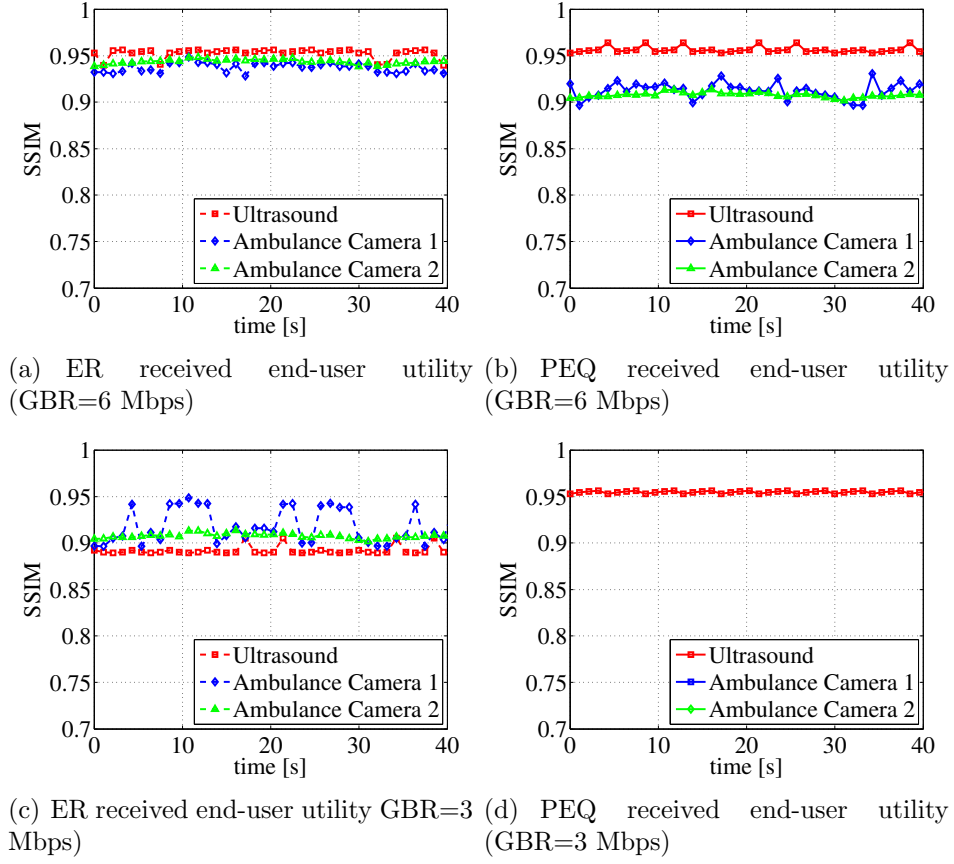 1
0.95
0.9
0.85
0.8
0.75
0.7
SSIM
Ultrasound
Ambulance Camera 1
Ambulance Camera 2
0 10 20 30 40
time [s]
(a) ER received end-user utility
(GBR=6 Mbps)
1
0.95
0.9
0.85
0.8
0.75
0.7
SSIM
Ultrasound
Ambulance Camera 1
Ambulance Camera 2
0 10 20 30 40
time [s]
(b) PEQ received end-user utility
(GBR=6 Mbps)
1
0.95
0.9
0.85
0.8
0.75
0.7
SSIM
Ultrasound
Ambulance Camera 1
Ambulance Camera 2
0 10 20 30 40
time [s]
(c) ER received end-user utility GBR=3
Mbps)
1
0.95
0.9
0.85
0.8
0.75
0.7
SSIM
Ultrasound
Ambulance Camera 1
Ambulance Camera 2
0 10 20 30 40
time [s]
(d) PEQ received end-user utility
(GBR=3 Mbps)